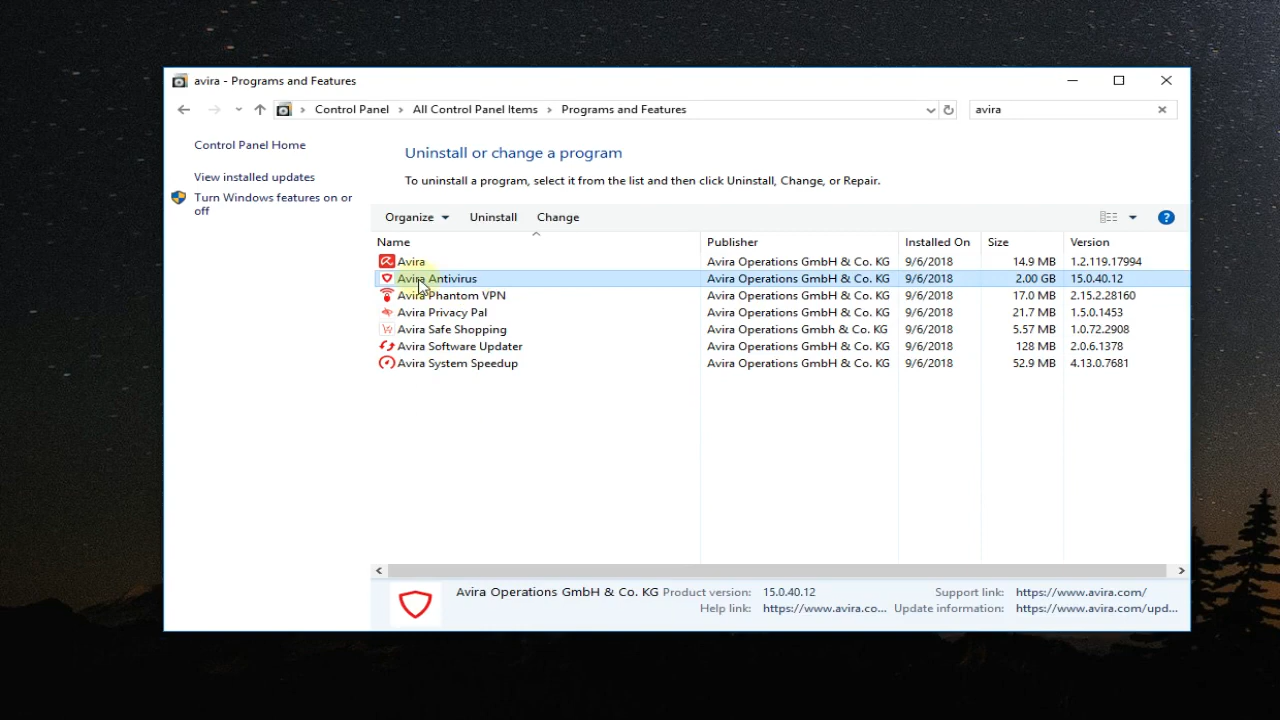 avira - Programs and Features
Control Panel > All Control Panel Items > Programs and Features
avira
Control Panel Home
View installed updates
Turn Windows features on or
off
Uninstall or change a program
To uninstall a program, select it from the list and then click Uninstall, Change, or Repair.
Organize Uninstall Change
Name Publisher Installed On Size Version
Avira Avira Operations GmbH & Co. KG 9/6/2018 14.9 MB 1.2.119.17994
Avira Antivirus Avira Operations GmbH & Co. KG 9/6/2018 2.00 GB 15.0.40.12
Avira Phantom VPN Avira Operations GmbH & Co. KG 9/6/2018 17.0 MB 2.15.2.28160
Avira Privacy Pal Avira Operations GmbH & Co. KG 9/6/2018 21.7 MB 1.5.0.1453
Avira Safe Shopping Avira Operations Gmbh & Co. KG 9/6/2018 5.57 MB 1.0.72.2908
Avira Software Updater Avira Operations GmbH & Co. KG 9/6/2018 128 MB 2.0.6.1378
Avira System Speedup Avira Operations GmbH & Co. KG 9/6/2018 52.9 MB 4.13.0.7681
Avira Operations GmbH & Co. KG Product version: 15.0.40.12 Support link: https://www.avira.com/
Help link: https://www.avira.co... Update information: https://www.avira.com/upd...